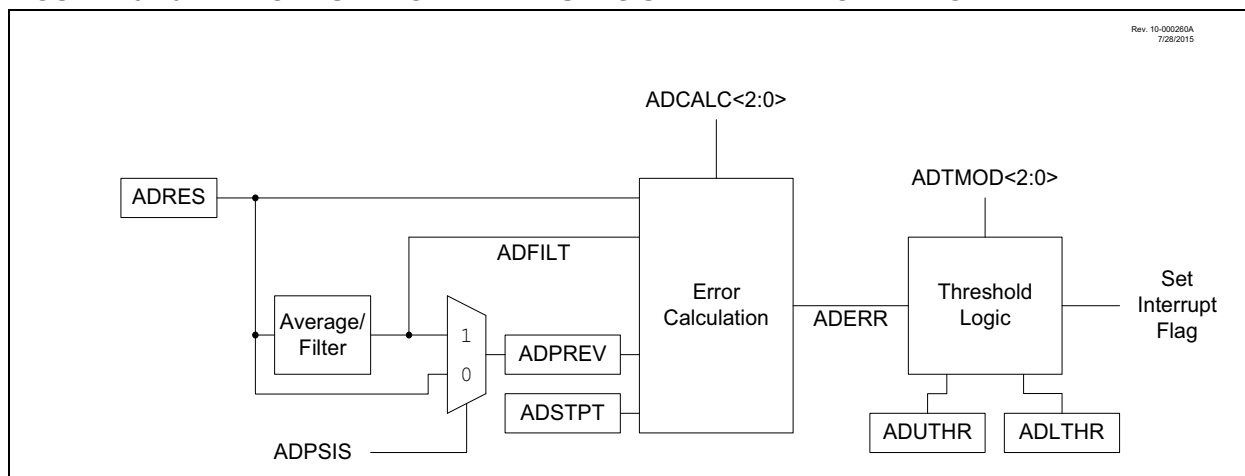 Rev. 10-000260A
7/28/2015
ADCALC<2:0>
ADRES
ADTMOD<2:0>
ADFILT
Error
Calculation
Threshold
Logic
Set
Interrupt
Flag
ADERR
Average/
Filter
1
0
ADPREV
ADSTPT
ADUTHR
ADLTHR
ADPSIS